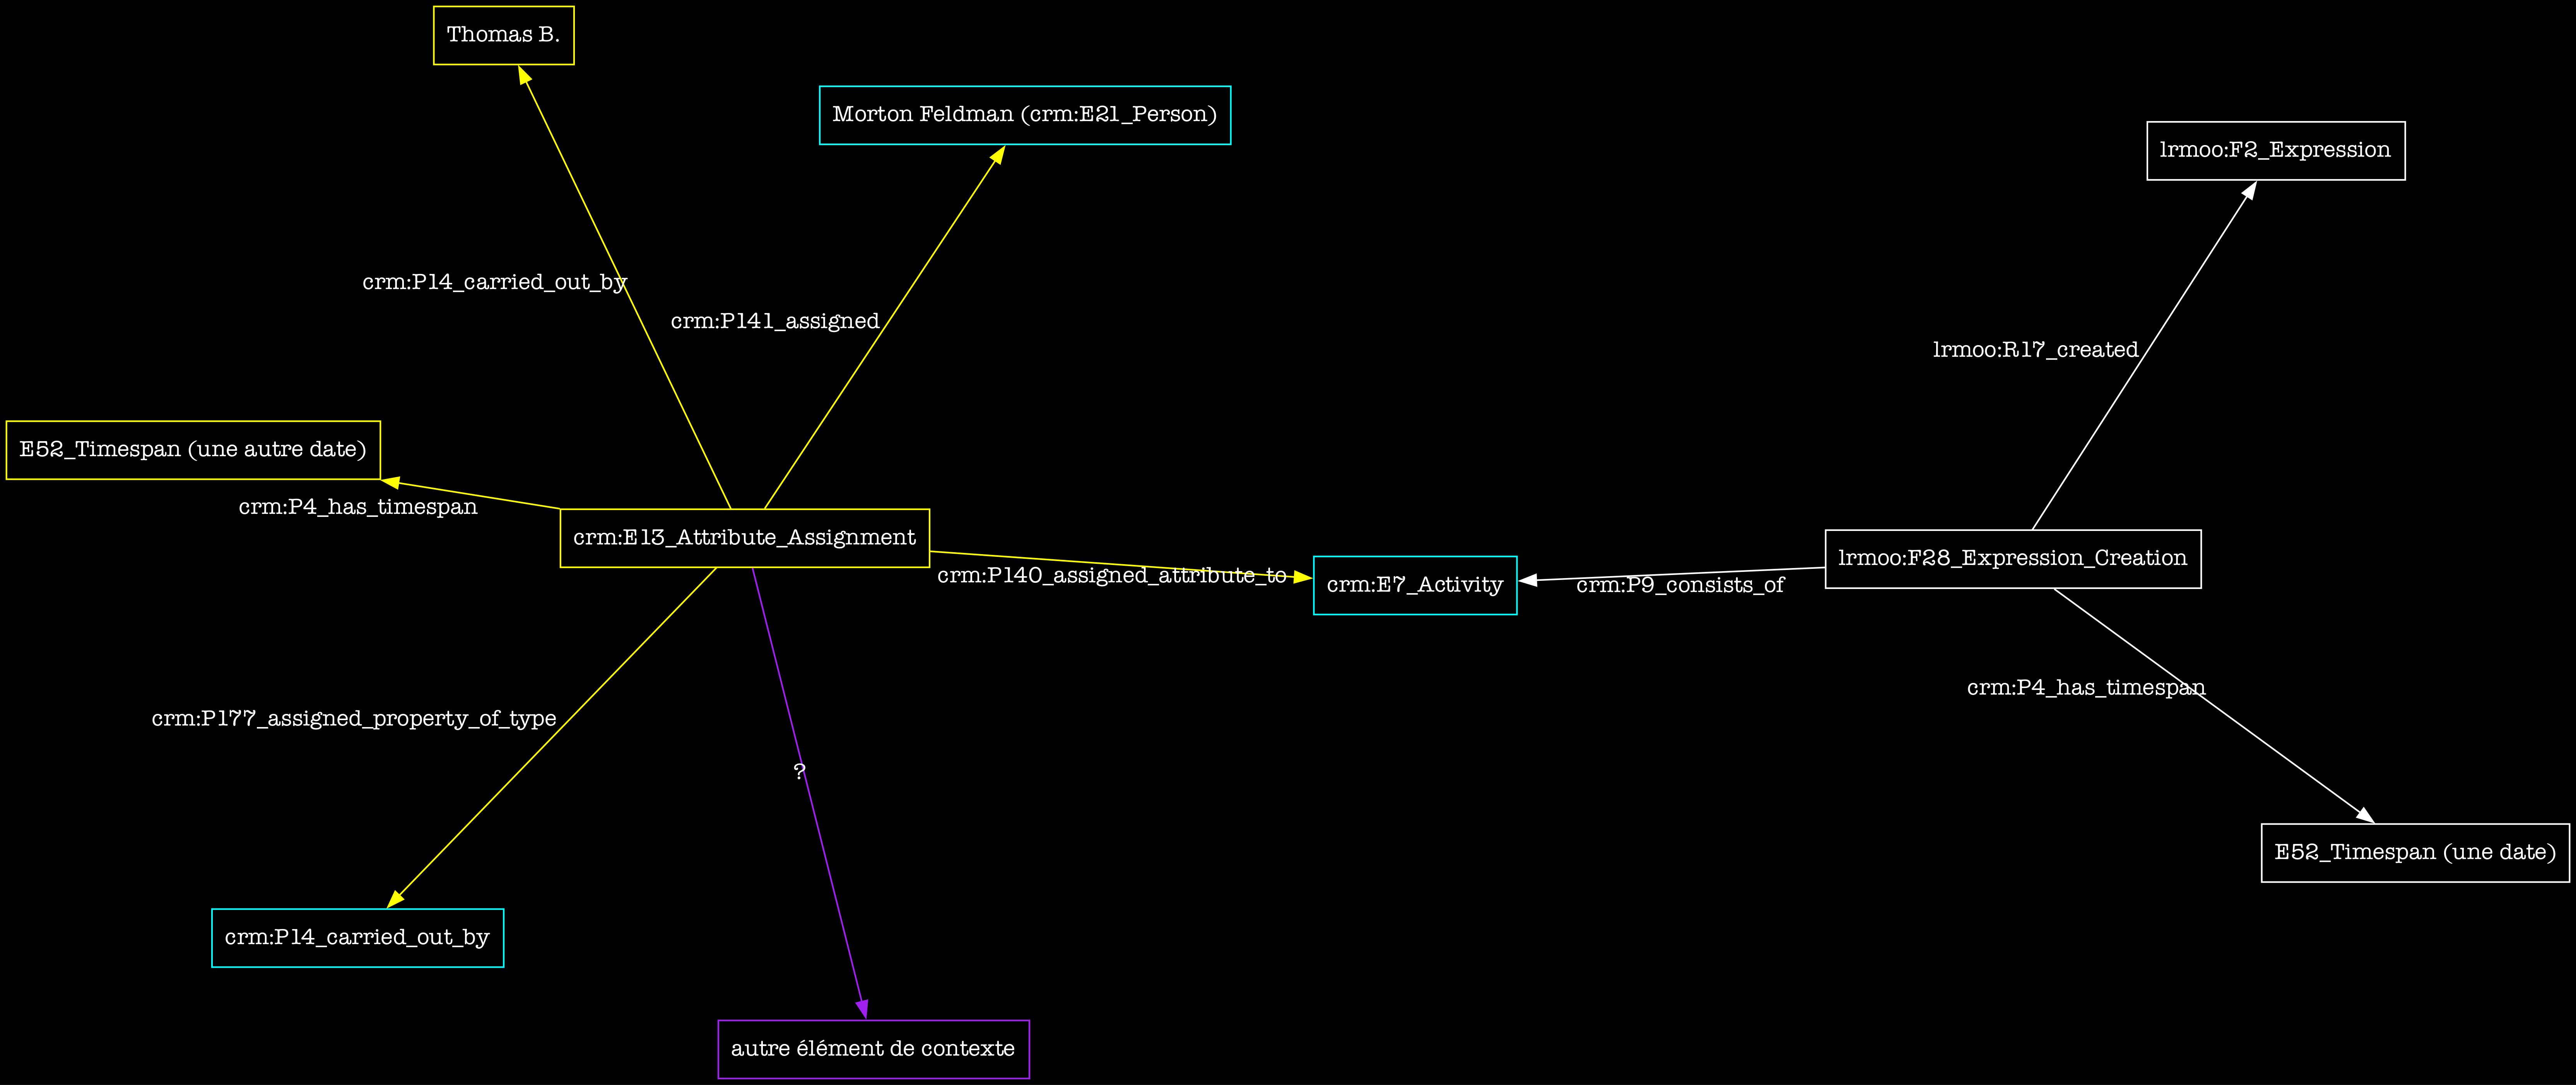 Thomas B.
Morton Feldman (crm:E21_Person)
lrmoo:F2_Expression
crm:P14_carried_out_by
crm:P141_assigned
lrmoo:R17_created
E52_Timespan (une autre date)
crm:P4_has_timespan
crm:E13_Attribute_Assignment
crm:P140_assigned_attribute_to
crm:E7_Activity
crm:P9_consists_of
lrmoo:F28_Expression_Creation
crm:P4_has_timespan
crm:P177_assigned_property_of_type
?
E52_Timespan (une date)
crm:P14_carried_out_by
autre élément de contexte